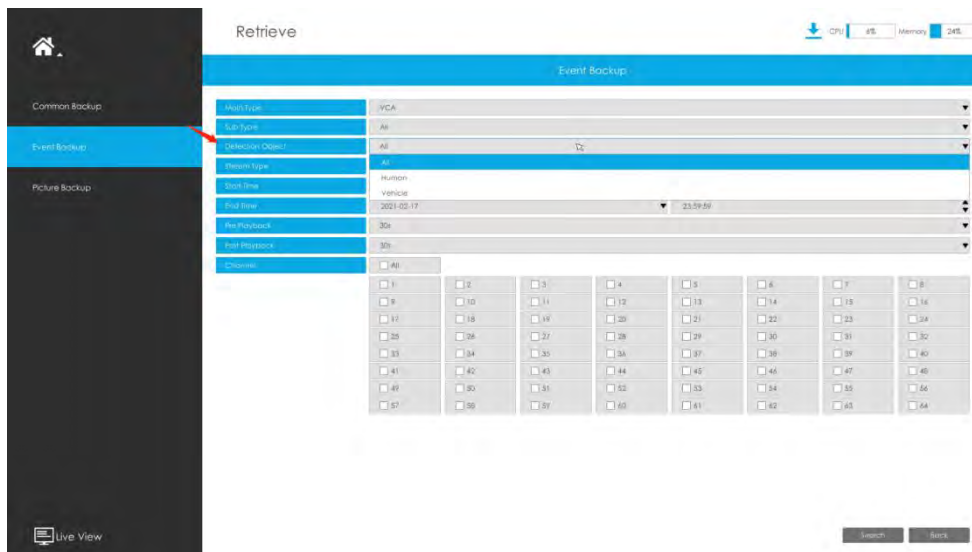 Retrieve
CPU 6% Memory 24%
Event Backup
Common Backup
Event Backup
Picture Backup
Main Type VCA
Sub Type All
Detection Object All
Stream Type All
Human
Start Time
Vehicle
End Time 2021-02-17 23:59:59
Pre Playback 30s
Post Playback 30s
Channel All
1 2 3 4 5 6 7 8
9 10 11 12 13 14 15 16
17 18 19 20 21 22 23 24
25 26 27 28 29 30 31 32
33 34 35 36 37 38 39 40
41 42 43 44 45 46 47 48
49 50 51 52 53 54 55 56
57 58 59 60 61 62 63 64
Live View
Search Back